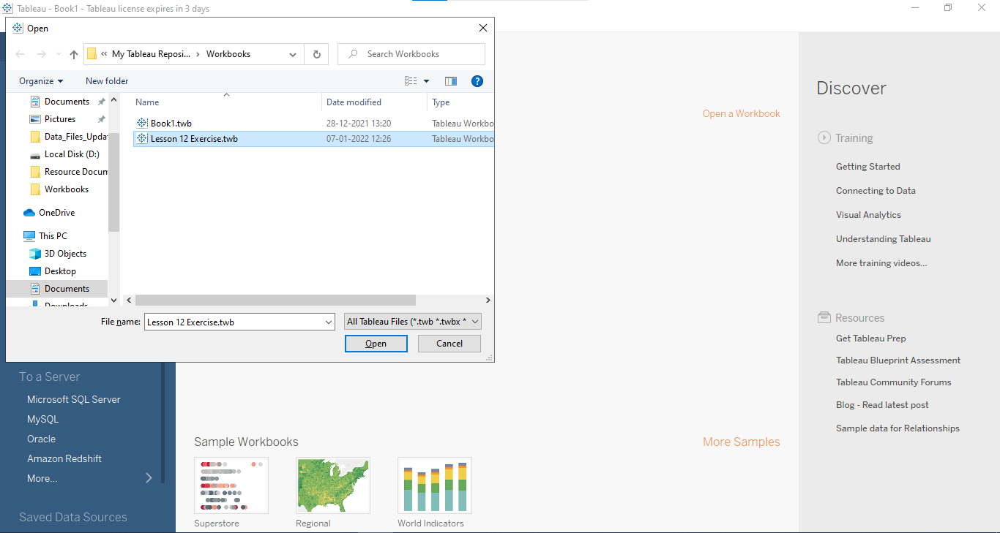 Tableau - Book1 - Tableau license expires in 3 days
Open
« My Tableau Reposi... > Workbooks
Search Workbooks
Organize
New folder
Name
Date modified
Type
Documents
Pictures
Data_Files_Updat
Local Disk (D:)
Resource Docum
Workbooks
OneDrive
This PC
3D Objects
Desktop
Documents
Downloads
Book1.twb 28-12-2021 13:20 Tableau Workbo
Lesson 12 Exercise.twb 07-01-2022 12:26 Tableau Workbo
File name: Lesson 12 Exercise.twb
All Tableau Files (*.twb *.twbx *
Open
Cancel
To a Server
Microsoft SQL Server
MySQL
Oracle
Amazon Redshift
More...
Saved Data Sources
Open a Workbook
Sample Workbooks
More Samples
Superstore
Regional
World Indicators
Discover
Training
Getting Started
Connecting to Data
Visual Analytics
Understanding Tableau
More training videos...
Resources
Get Tableau Prep
Tableau Blueprint Assessment
Tableau Community Forums
Blog - Read latest post
Sample data for Relationships